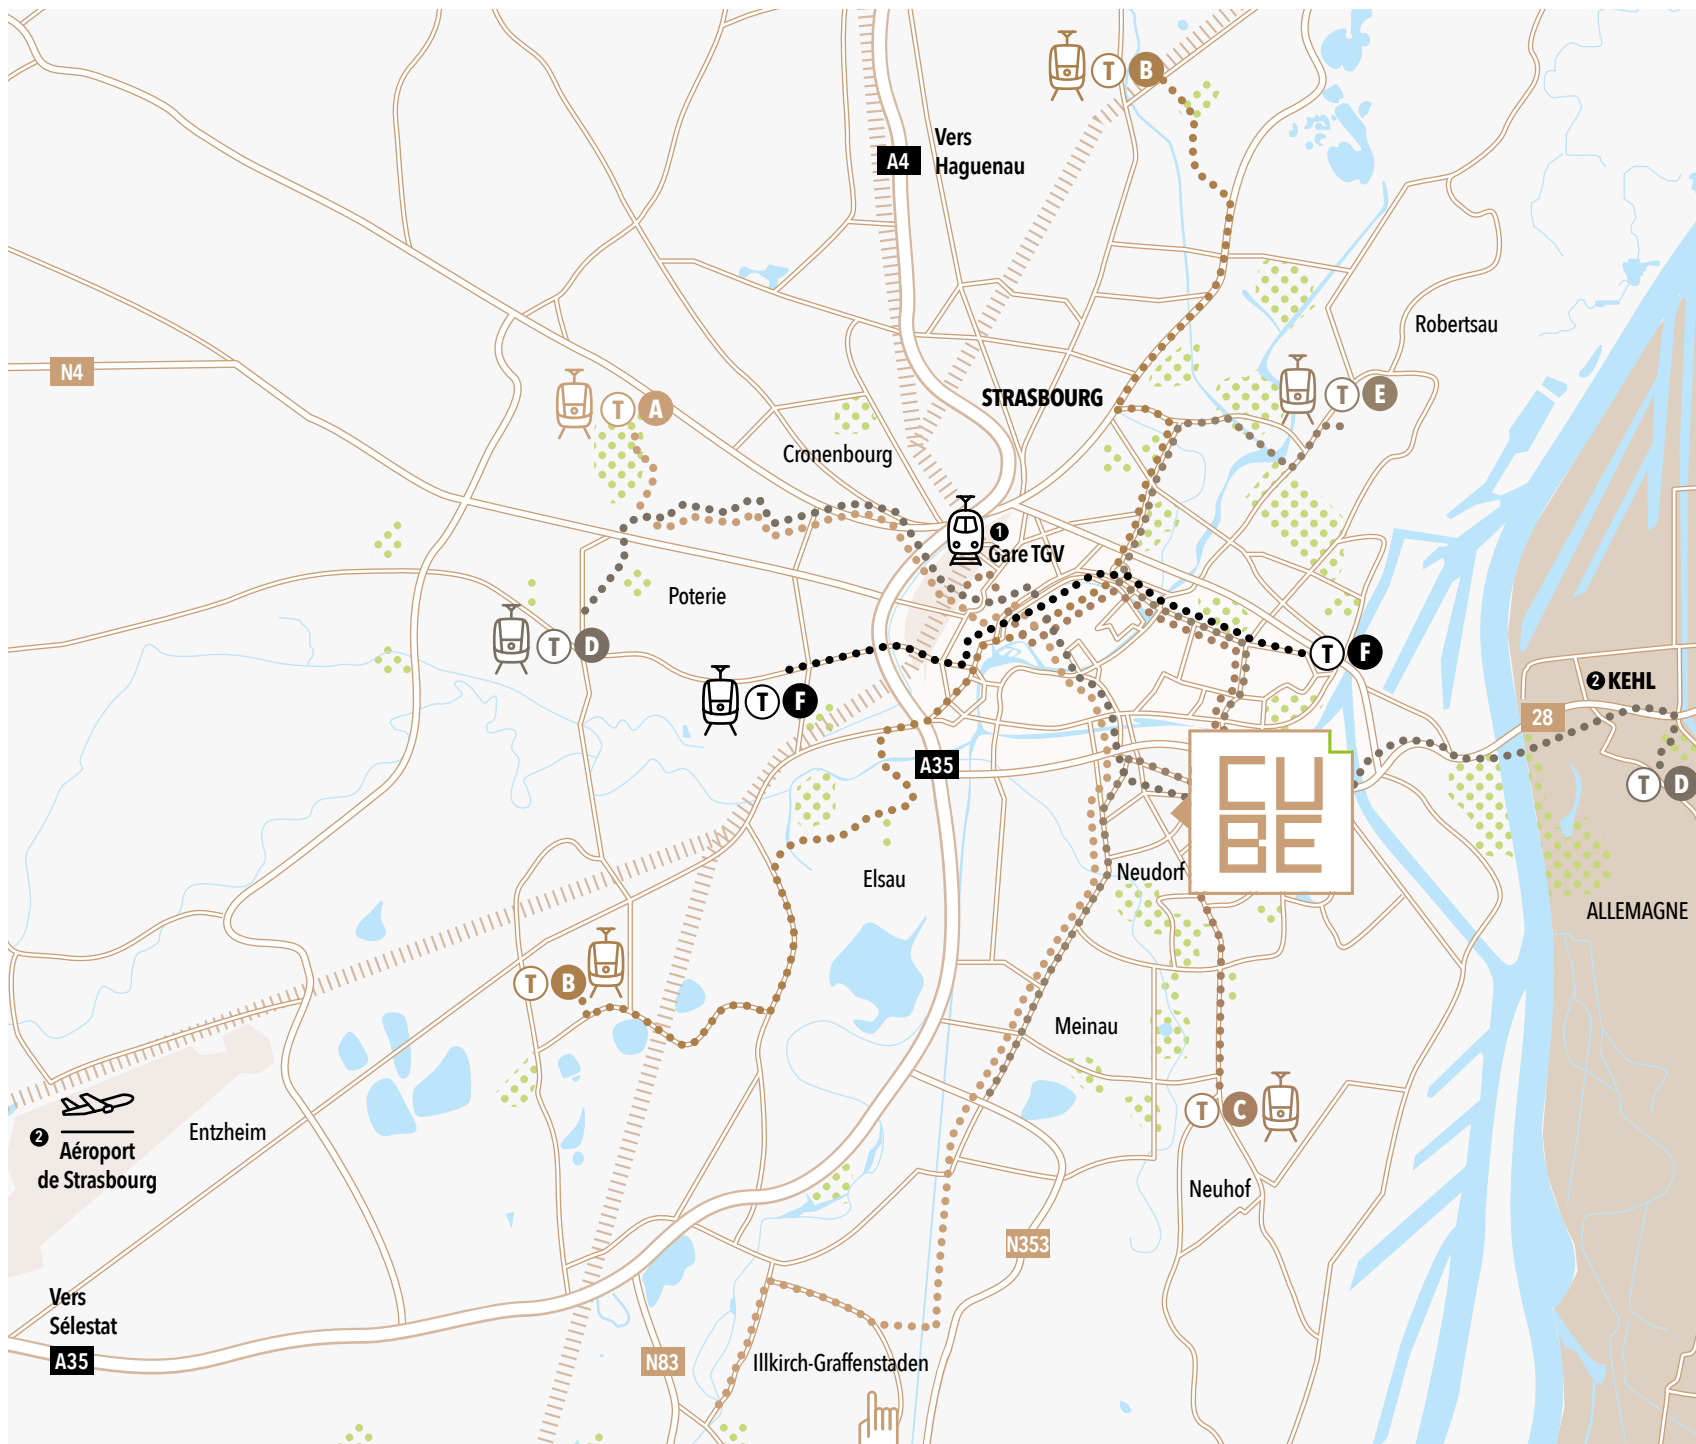 T B
Vers
Haguenau
A4
Robertsau
N4
T A
STRASBOURG
T E
Cronenbourg
1
Gare TGV
Poterie
T D
T F
T F
2 KEHL
28
A35
T D
CU
BE
Elsau
Neudorf
ALLEMAGNE
T B
Meinau
T C
2
Aéroport
de Strasbourg
Entzheim
Neuhof
N353
Vers
Sélestat
A35
N83
Illkirch-Graffenstaden